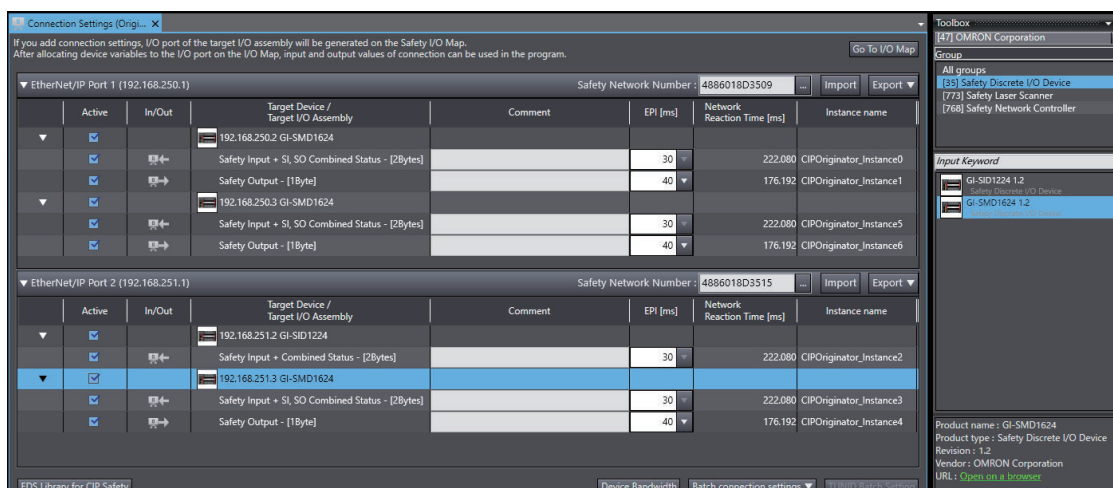 Connection Settings (Origi... X
If you add connection settings, I/O port of the target I/O assembly will be generated on the Safety I/O Map.
After allocating device variables to the I/O port on the I/O Map, input and output values of connection can be used in the program.
Go To I/O Map
▼ EtherNet/IP Port 1 (192.168.250.1) Safety Network Number : 4886018D3509 ... Import Export ▼
Active In/Out Target Device / Target I/O Assembly Comment EPI [ms] Network Reaction Time [ms] Instance name
192.168.250.2 GI-SMD1624
Safety Input + SI, SO Combined Status - [2Bytes] 30 222.080 CIPOriginator_Instance0
Safety Output - [1Byte] 40 176.192 CIPOriginator_Instance1
192.168.250.3 GI-SMD1624
Safety Input + SI, SO Combined Status - [2Bytes] 30 222.080 CIPOriginator_Instance5
Safety Output - [1Byte] 40 176.192 CIPOriginator_Instance6
▼ EtherNet/IP Port 2 (192.168.251.1) Safety Network Number : 4886018D3515 ... Import Export ▼
Active In/Out Target Device / Target I/O Assembly Comment EPI [ms] Network Reaction Time [ms] Instance name
192.168.251.2 GI-SID1224
Safety Input + Combined Status - [2Bytes] 30 222.080 CIPOriginator_Instance2
192.168.251.3 GI-SMD1624
Safety Input + SI, SO Combined Status - [2Bytes] 30 222.080 CIPOriginator_Instance3
Safety Output - [1Byte] 40 176.192 CIPOriginator_Instance4
EDS Library for CIP Safety Device Bandwidth Batch connection settings ▼ TUNID Batch Setting
Toolbox
[47] OMRON Corporation
Group
All groups
[35] Safety Discrete I/O Device
[773] Safety Laser Scanner
[768] Safety Network Controller
Input Keyword
GI-SID1224 1.2
Safety Discrete I/O Device
GI-SMD1624 1.2
Safety Discrete I/O Device
Product name : GI-SMD1624
Product type : Safety Discrete I/O Device
Revision : 1.2
Vendor : OMRON Corporation
URL : Open on a browser